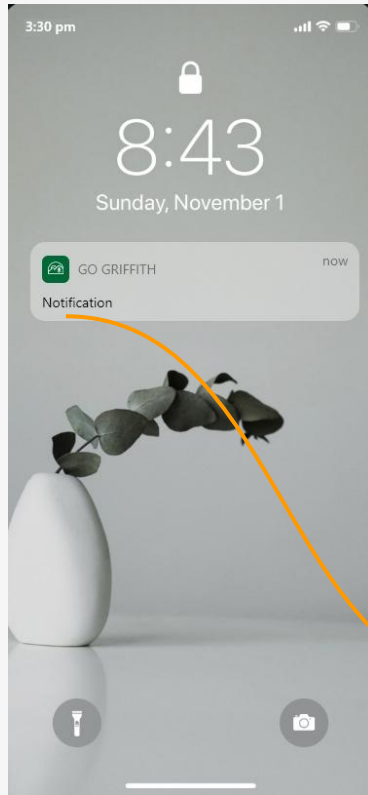 3:30 pm
8:43
Sunday, November 1
GO GRIFFITH now
Notification